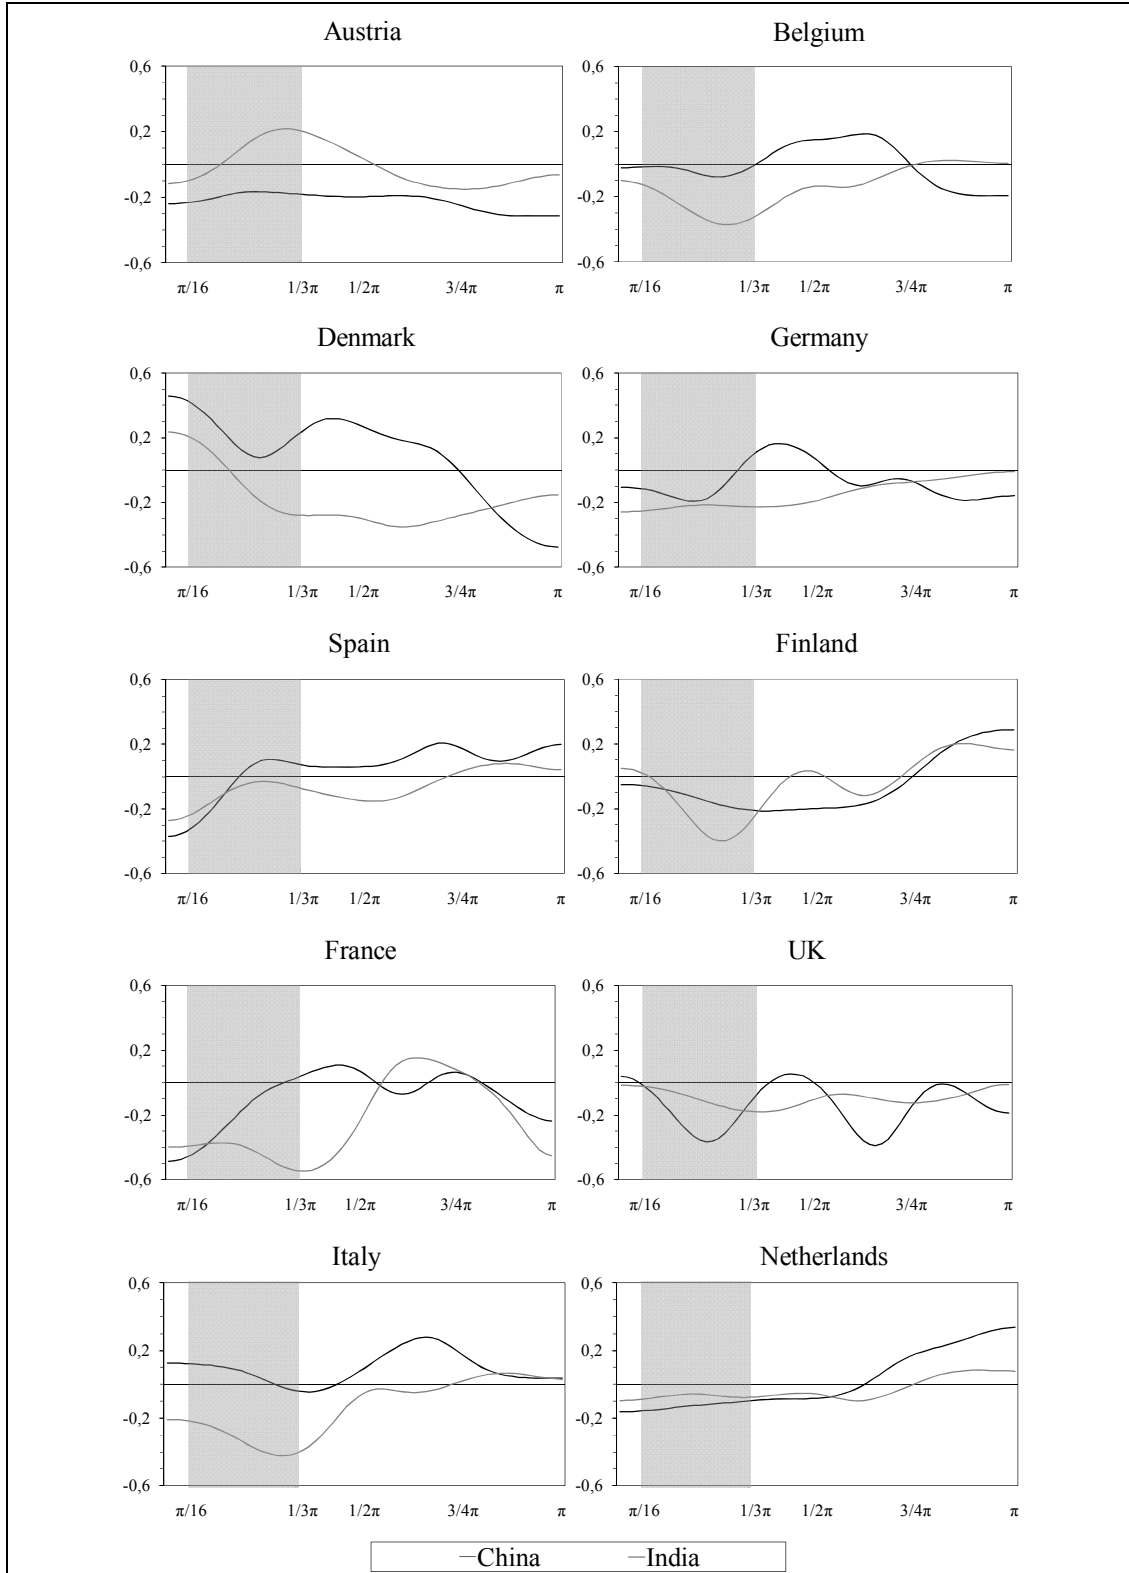 Austria Belgium
0,6 0,6
0,2 0,2
-0,2 -0,2
-0,6 -0,6
π/16 1/3π 1/2π 3/4π π π/16 1/3π 1/2π 3/4π π
Denmark Germany
0,6 0,6
0,2 0,2
-0,2 -0,2
-0,6 -0,6
π/16 1/3π 1/2π 3/4π π π/16 1/3π 1/2π 3/4π π
Spain Finland
0,6 0,6
0,2 0,2
-0,2 -0,2
-0,6 -0,6
π/16 1/3π 1/2π 3/4π π π/16 1/3π 1/2π 3/4π π
France UK
0,6 0,6
0,2 0,2
-0,2 -0,2
-0,6 -0,6
π/16 1/3π 1/2π 3/4π π π/16 1/3π 1/2π 3/4π π
Italy Netherlands
0,6 0,6
0,2 0,2
-0,2 -0,2
-0,6 -0,6
π/16 1/3π 1/2π 3/4π π π/16 1/3π 1/2π 3/4π π
China India